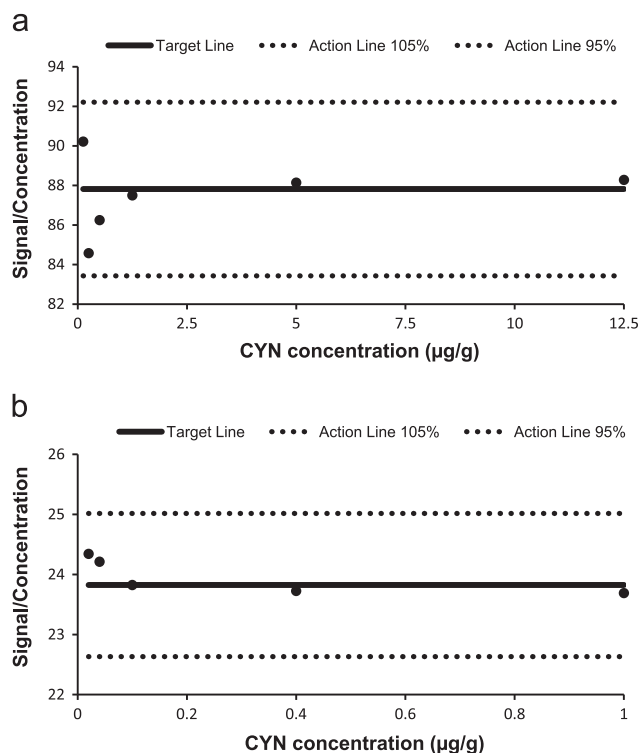 a
Target Line Action Line 105% Action Line 95%
94
92
90
88
86
84
82
Signal/Concentration
0 2.5 5 7.5 10 12.5
CYN concentration (µg/g)
b
Target Line Action Line 105% Action Line 95%
26
25
24
23
22
Signal/Concentration
0 0.2 0.4 0.6 0.8 1
CYN concentration (µg/g)